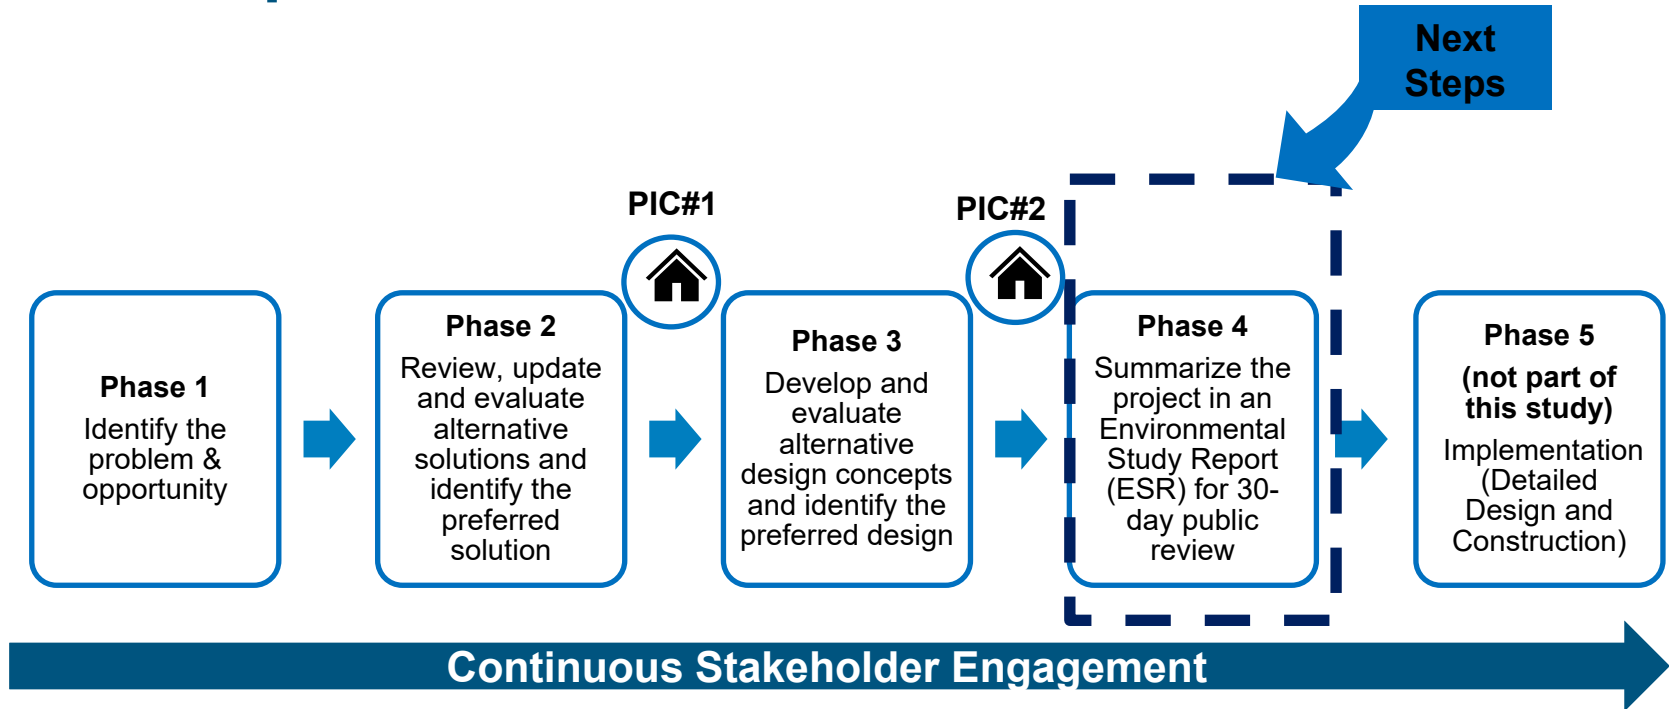 Next
Steps
PIC#1
PIC#2
Phase 1
Identify the
problem &
opportunity
Phase 2
Review, update
and evaluate
alternative
solutions and
identify the
preferred
solution
Phase 3
Develop and
evaluate
alternative
design concepts
and identify the
preferred design
Phase 4
Summarize the
project in an
Environmental
Study Report
(ESR) for 30-
day public
review
Phase 5
(not part of
this study)
Implementation
(Detailed
Design and
Construction)
Continuous Stakeholder Engagement